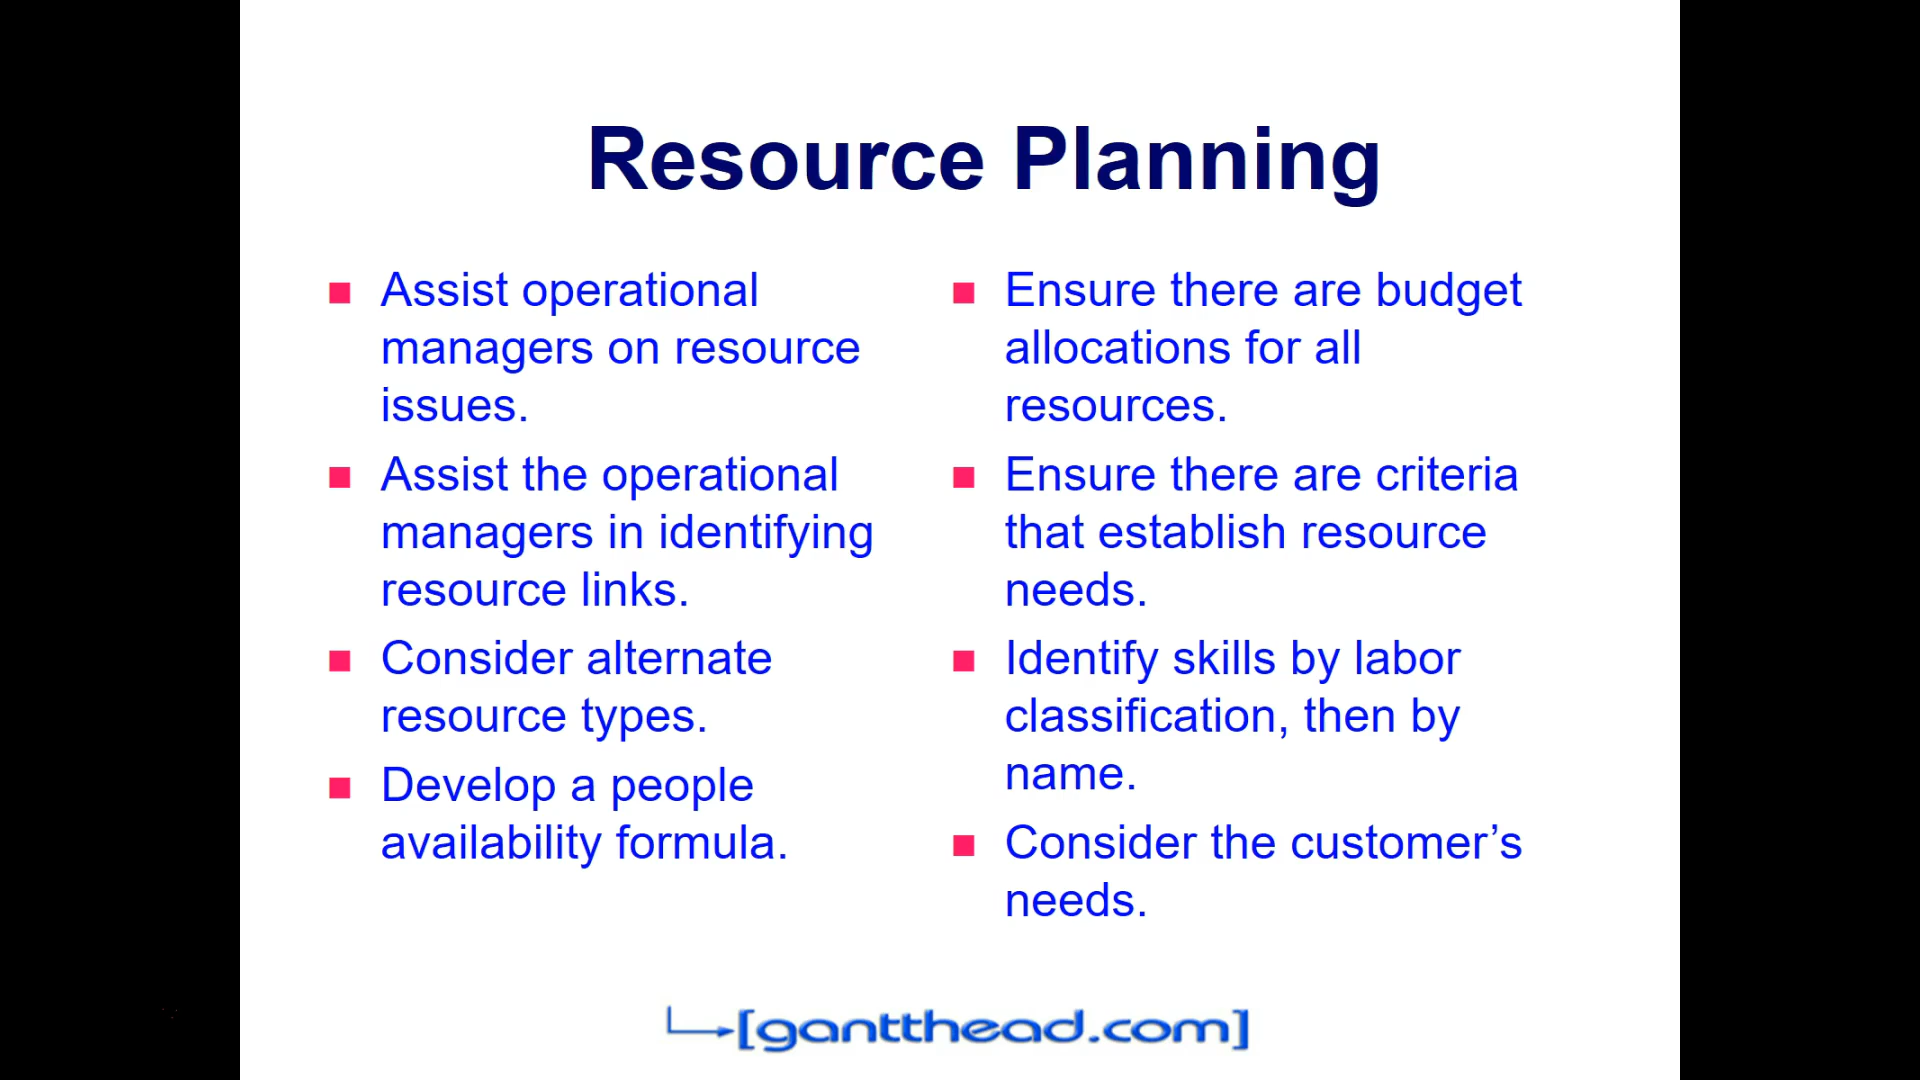 Resource Planning
Assist operational
managers on resource
issues.
Assist the operational
managers in identifying
resource links.
Consider alternate
resource types.
Develop a people
availability formula.
Ensure there are budget
allocations for all
resources.
Ensure there are criteria
that establish resource
needs.
Identify skills by labor
classification, then by
name.
Consider the customer’s
needs.
[gantthead.com]